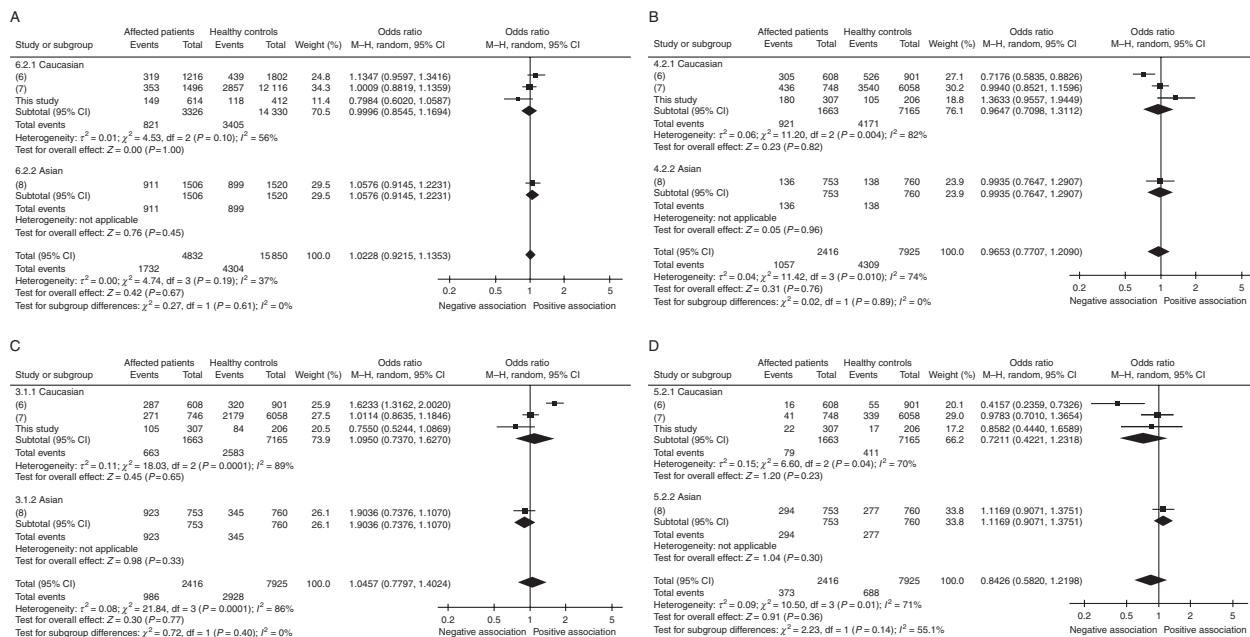 A
Affected patients Healthy controls Odds ratio Odds ratio
Study or subgroup Events Total Events Total Weight (%) M–H, random, 95% CI M–H, random, 95% CI
6.2.1 Caucasian
(6) 319 1216 439 1802 24.8 1.1347 (0.9597, 1.3416)
(7) 353 1496 2857 12 116 34.3 1.0009 (0.8819, 1.1359)
This study 149 614 118 412 11.4 0.7984 (0.6020, 1.0587)
Subtotal (95% CI) 3326 14 330 70.5 0.9996 (0.8545, 1.1694)
Total events 821 3405
Heterogeneity: τ² = 0.01; χ² = 4.53, df = 2 (P = 0.10); I² = 56%
Test for overall effect: Z = 0.00 (P = 1.00)
6.2.2 Asian
(8) 911 1506 899 1520 29.5 1.0576 (0.9145, 1.2231)
Subtotal (95% CI) 1506 1520 29.5 1.0576 (0.9145, 1.2231)
Total events 911 899
Heterogeneity: not applicable
Test for overall effect: Z = 0.76 (P = 0.45)
Total (95% CI) 4832 15 850 100.0 1.0228 (0.9215, 1.1353)
Total events 1732 4304
Heterogeneity: τ² = 0.00; χ² = 4.74, df = 3 (P = 0.19); I² = 37%
Test for overall effect: Z = 0.42 (P = 0.67)
Test for subgroup differences: χ² = 0.27, df = 1 (P = 0.61); I² = 0%
0.2 0.5 1 2 5
Negative association Positive association
B
Affected patients Healthy controls Odds ratio Odds ratio
Study or subgroup Events Total Events Total Weight (%) M–H, random, 95% CI M–H, random, 95% CI
4.2.1 Caucasian
(6) 305 608 526 901 27.1 0.7176 (0.5835, 0.8826)
(7) 436 748 3540 6058 30.2 0.9940 (0.8521, 1.1596)
This study 180 307 105 206 18.8 1.3633 (0.9557, 1.9449)
Subtotal (95% CI) 1663 7165 76.1 0.9647 (0.7098, 1.3112)
Total events 921 4171
Heterogeneity: τ² = 0.06; χ² = 11.20, df = 2 (P = 0.004); I² = 82%
Test for overall effect: Z = 0.23 (P = 0.82)
4.2.2 Asian
(8) 136 753 138 760 23.9 0.9935 (0.7647, 1.2907)
Subtotal (95% CI) 753 760 23.9 0.9935 (0.7647, 1.2907)
Total events 136 138
Heterogeneity: not applicable
Test for overall effect: Z = 0.05 (P = 0.96)
Total (95% CI) 2416 7925 100.0 0.9653 (0.7707, 1.2090)
Total events 1057 4309
Heterogeneity: τ² = 0.04; χ² = 11.42, df = 3 (P = 0.010); I² = 74%
Test for overall effect: Z = 0.31 (P = 0.76)
Test for subgroup differences: χ² = 0.02, df = 1 (P = 0.89); I² = 0%
0.2 0.5 1 2 5
Negative association Positive association
C
Affected patients Healthy controls Odds ratio Odds ratio
Study or subgroup Events Total Events Total Weight (%) M–H, random, 95% CI M–H, random, 95% CI
3.1.1 Caucasian
(6) 287 608 320 901 25.9 1.6233 (1.3162, 2.0020)
(7) 271 746 2179 6058 27.5 1.0114 (0.8635, 1.1846)
This study 105 307 84 206 20.5 0.7550 (0.5244, 1.0869)
Subtotal (95% CI) 1663 7165 73.9 1.0950 (0.7370, 1.6270)
Total events 663 2583
Heterogeneity: τ² = 0.11; χ² = 18.03, df = 2 (P = 0.0001); I² = 89%
Test for overall effect: Z = 0.45 (P = 0.65)
3.1.2 Asian
(8) 923 753 345 760 26.1 1.9036 (0.7376, 1.1070)
Subtotal (95% CI) 753 760 26.1 1.9036 (0.7376, 1.1070)
Total events 923 345
Heterogeneity: not applicable
Test for overall effect: Z = 0.98 (P = 0.33)
Total (95% CI) 2416 7925 100.0 1.0457 (0.7797, 1.4024)
Total events 986 2928
Heterogeneity: τ² = 0.08; χ² = 21.84, df = 3 (P = 0.0001); I² = 86%
Test for overall effect: Z = 0.30 (P = 0.77)
Test for subgroup differences: χ² = 0.72, df = 1 (P = 0.40); I² = 0%
0.2 0.5 1 2 5
Negative association Positive association
D
Affected patients Healthy controls Odds ratio Odds ratio
Study or subgroup Events Total Events Total Weight (%) M–H, random, 95% CI M–H, random, 95% CI
5.2.1 Caucasian
(6) 16 608 55 901 20.1 0.4157 (0.2359, 0.7326)
(7) 41 748 339 6058 29.0 0.9783 (0.7010, 1.3654)
This study 22 307 17 206 17.2 0.8582 (0.4440, 1.6589)
Subtotal (95% CI) 1663 7165 66.2 0.7211 (0.4221, 1.2318)
Total events 79 411
Heterogeneity: τ² = 0.15; χ² = 6.60, df = 2 (P = 0.04); I² = 70%
Test for overall effect: Z = 1.20 (P = 0.23)
5.2.2 Asian
(8) 294 753 277 760 33.8 1.1169 (0.9071, 1.3751)
Subtotal (95% CI) 753 760 33.8 1.1169 (0.9071, 1.3751)
Total events 294 277
Heterogeneity: not applicable
Test for overall effect: Z = 1.04 (P = 0.30)
Total (95% CI) 2416 7925 100.0 0.8426 (0.5820, 1.2198)
Total events 373 688
Heterogeneity: τ² = 0.09; χ² = 10.50, df = 3 (P = 0.01); I² = 71%
Test for overall effect: Z = 0.91 (P = 0.36)
Test for subgroup differences: χ² = 2.23, df = 1 (P = 0.14); I² = 55.1%
0.1 0.2 0.5 1 2 5
Negative association Positive association